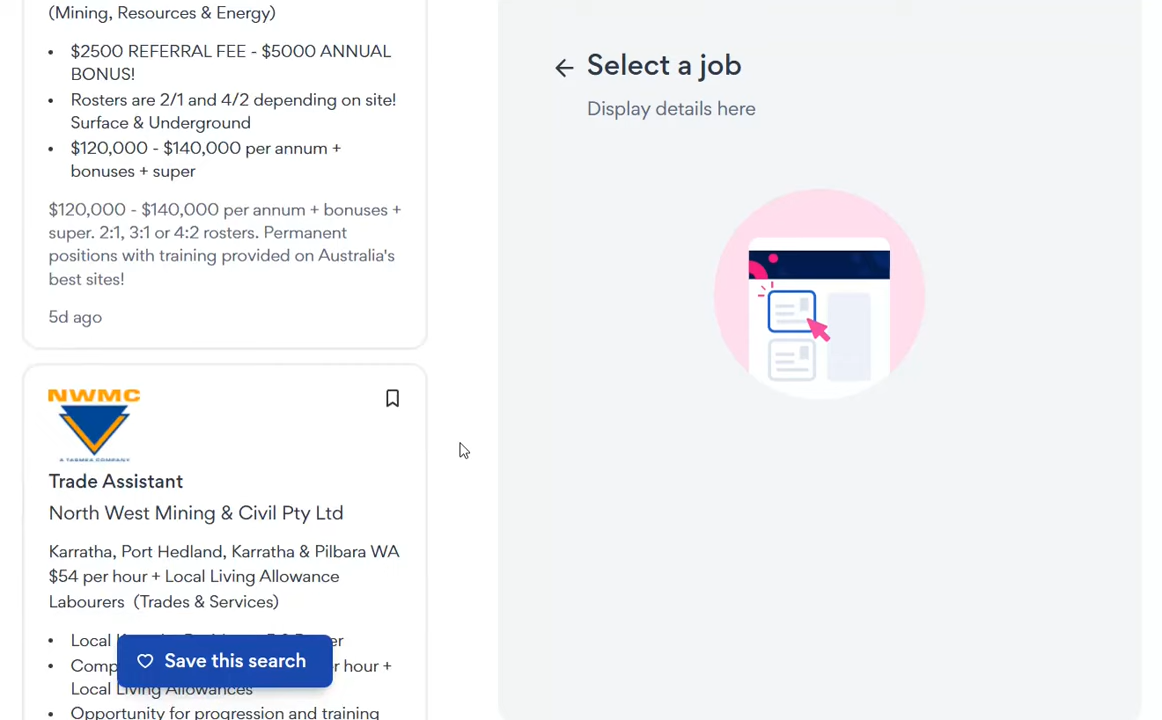 (Mining, Resources & Energy)
• $2500 REFERRAL FEE - $5000 ANNUAL
BONUS!
• Rosters are 2/1 and 4/2 depending on site!
Surface & Underground
• $120,000 - $140,000 per annum +
bonuses + super
$120,000 - $140,000 per annum + bonuses +
super. 2:1, 3:1 or 4:2 rosters. Permanent
positions with training provided on Australia's
best sites!
5d ago
NWMC
A TASMEA COMPANY
Trade Assistant
North West Mining & Civil Pty Ltd
Karratha, Port Hedland, Karratha & Pilbara WA
$54 per hour + Local Living Allowance
Labourers (Trades & Services)
• Local
• Comp r hour +
Local Living Allowances
• Opportunity for progression and training
Save this search
← Select a job
Display details here